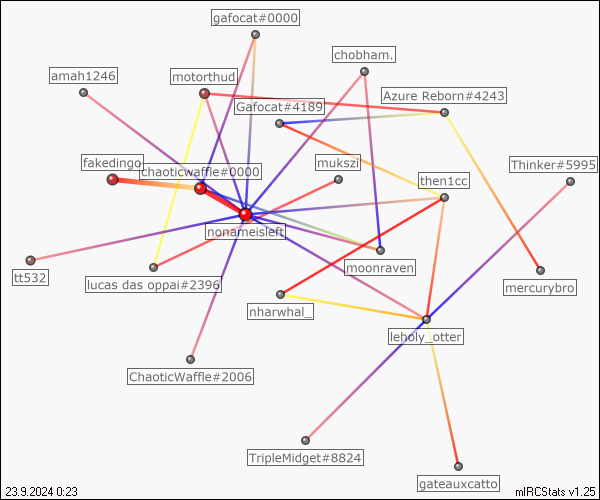 gafocat#0000
chobham.
amah1246
motorthud
Azure Reborn#4243
Gafocat#4189
fakedingo
chaoticwaffle#0000
mukszi
Thinker#5995
then1cc
nonameisleft
moonraven
tt532
lucas das oppai#2396
mercurybro
nharwhal_
leholy_otter
ChaoticWaffle#2006
TripleMidget#8824
gateauxcatto
23.9.2024 0:23
mIRCStats v1.25